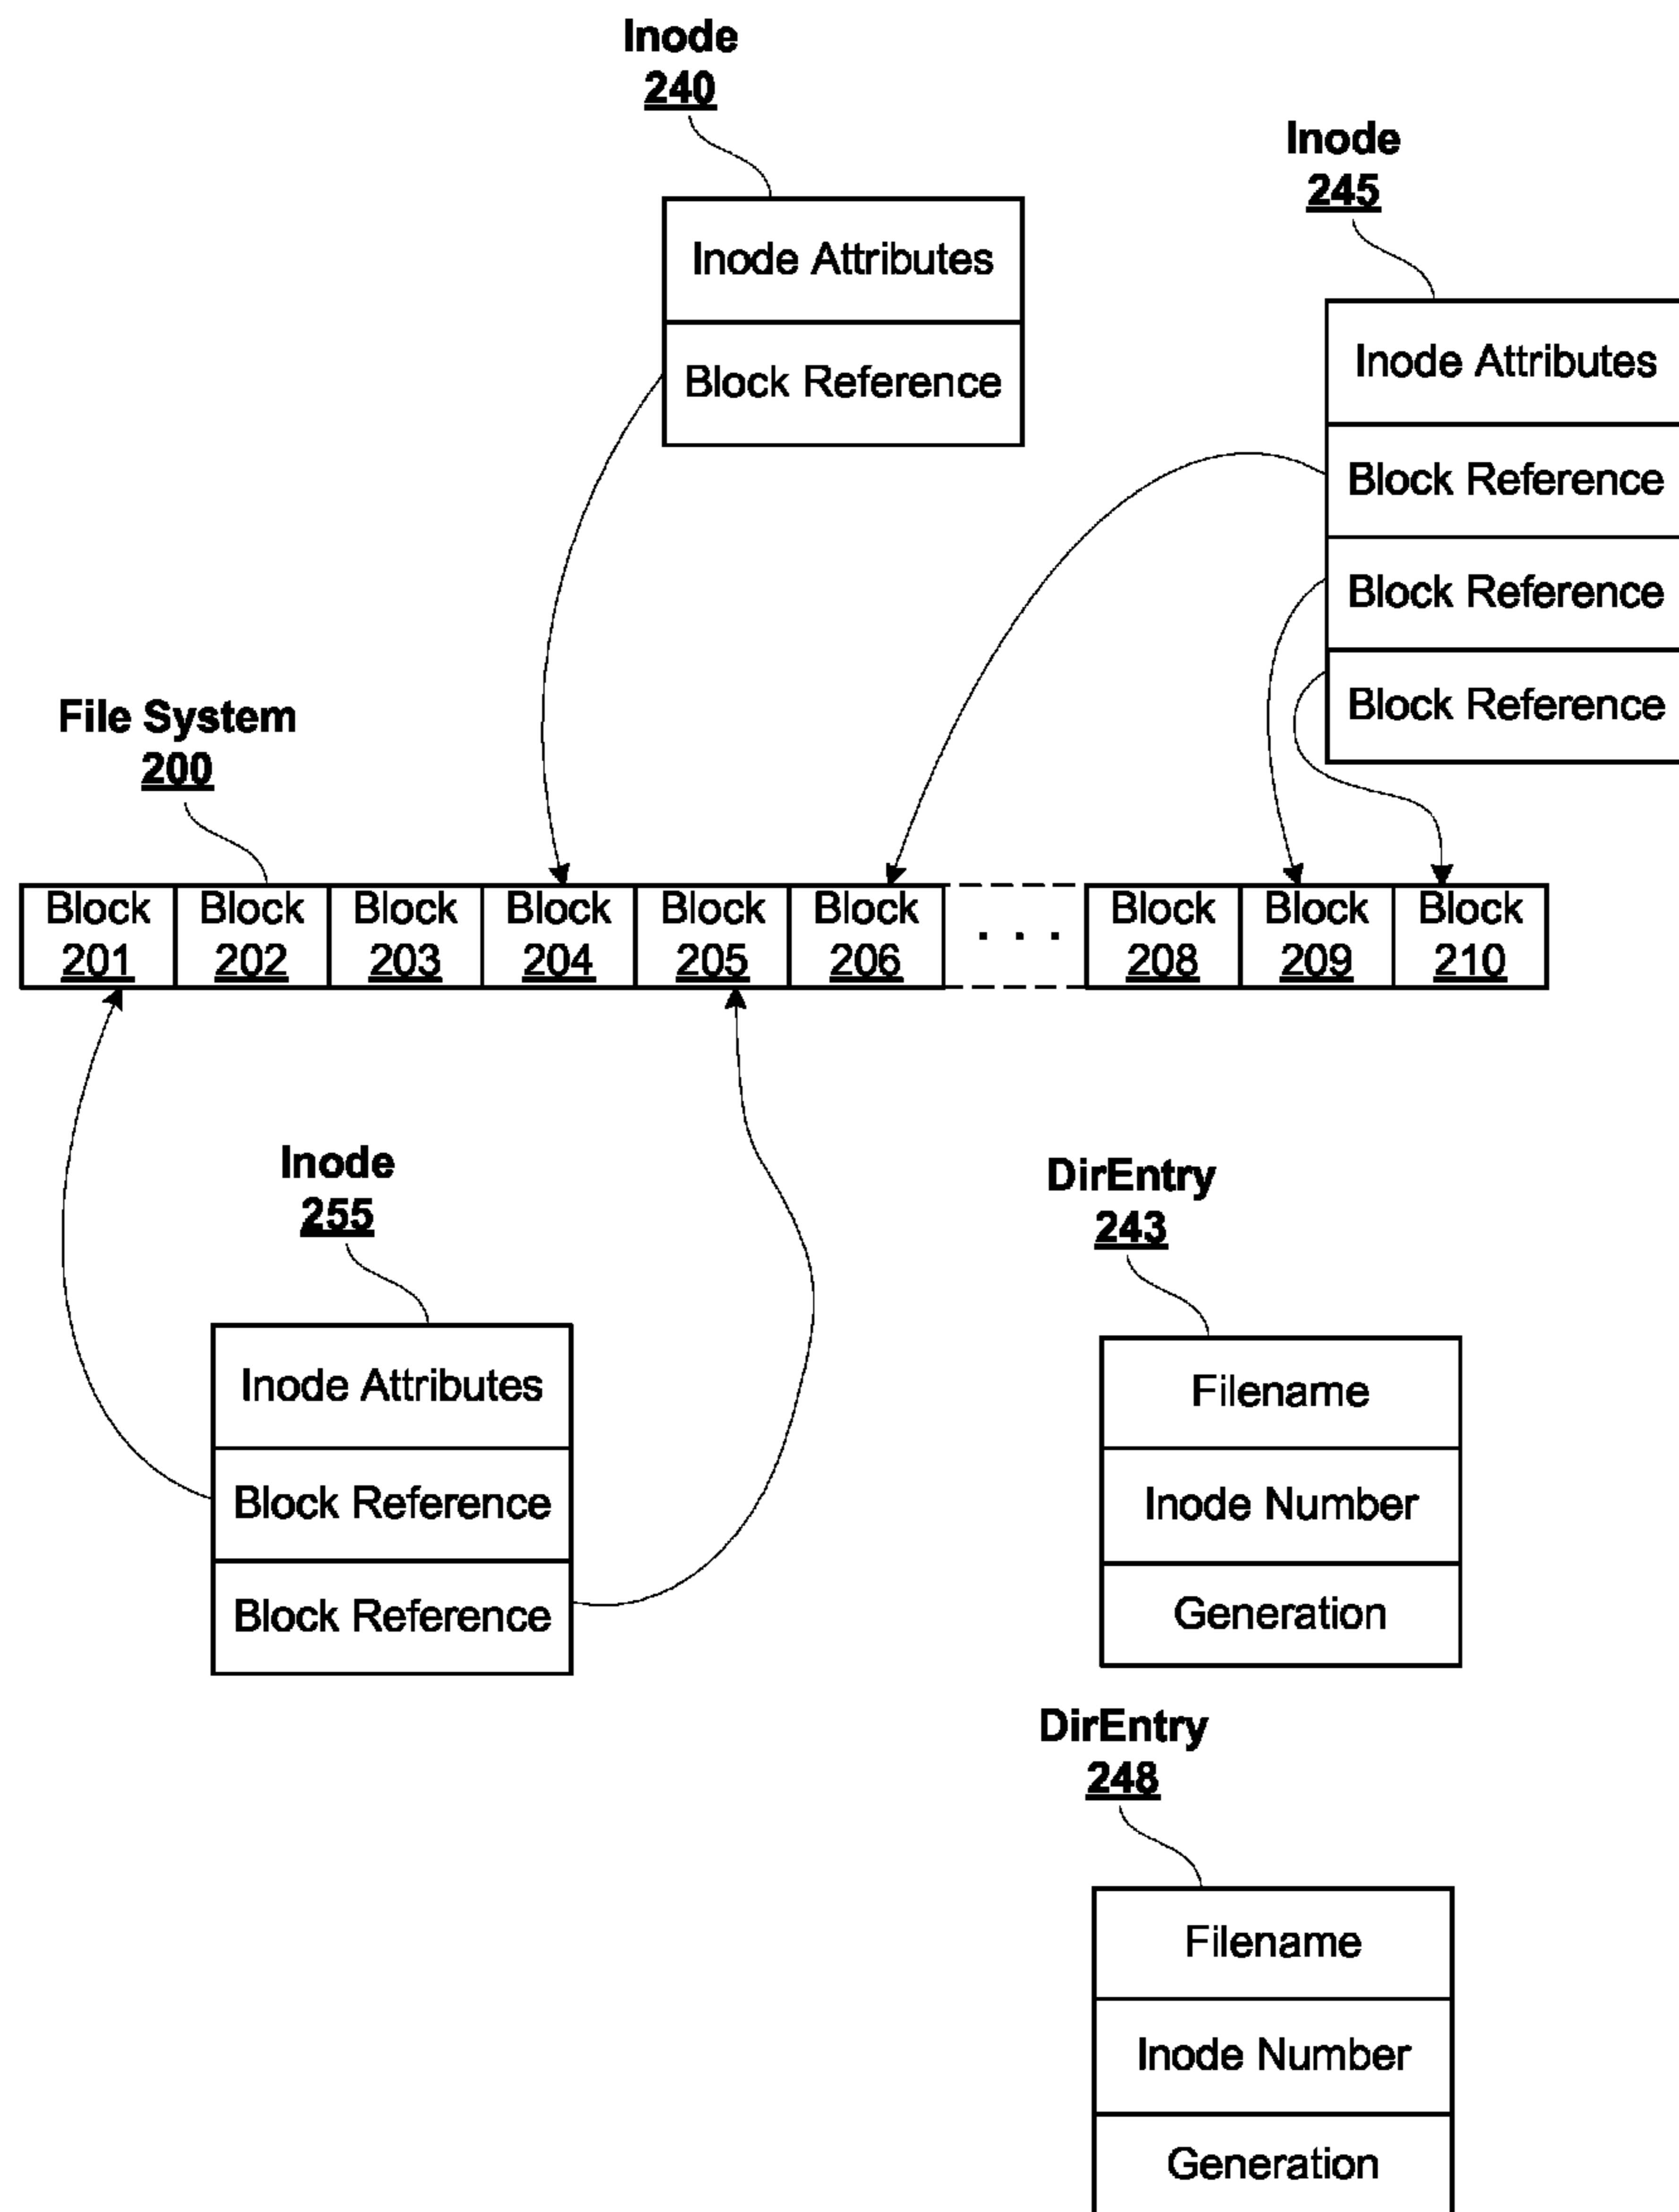 Inode
240
Inode Attributes
Block Reference
Inode
245
Inode Attributes
Block Reference
Block Reference
Block Reference
File System
200
Block Block Block Block Block Block . . . Block Block Block
201 202 203 204 205 206 208 209 210
Inode
255
Inode Attributes
Block Reference
Block Reference
DirEntry
243
Filename
Inode Number
Generation
DirEntry
248
Filename
Inode Number
Generation